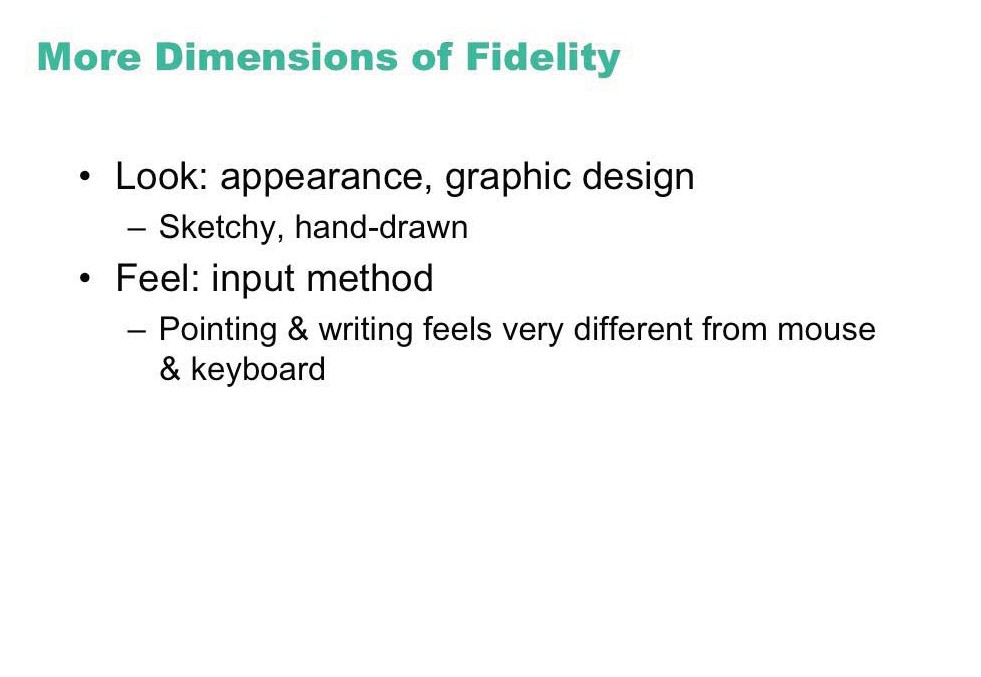 More Dimensions of Fidelity
• Look: appearance, graphic design
– Sketchy, hand-drawn
• Feel: input method
– Pointing & writing feels very different from mouse
& keyboard